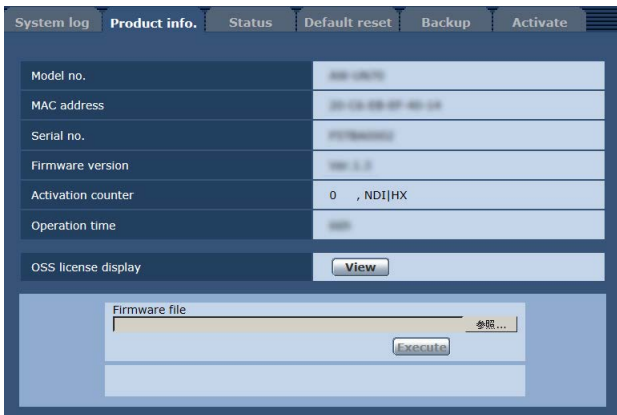 System log Product info. Status Default reset Backup Activate
Model no.
MAC address
Serial no.
Firmware version
Activation counter 0 , NDI|HX
Operation time
OSS license display View
Firmware file
参照...
Execute